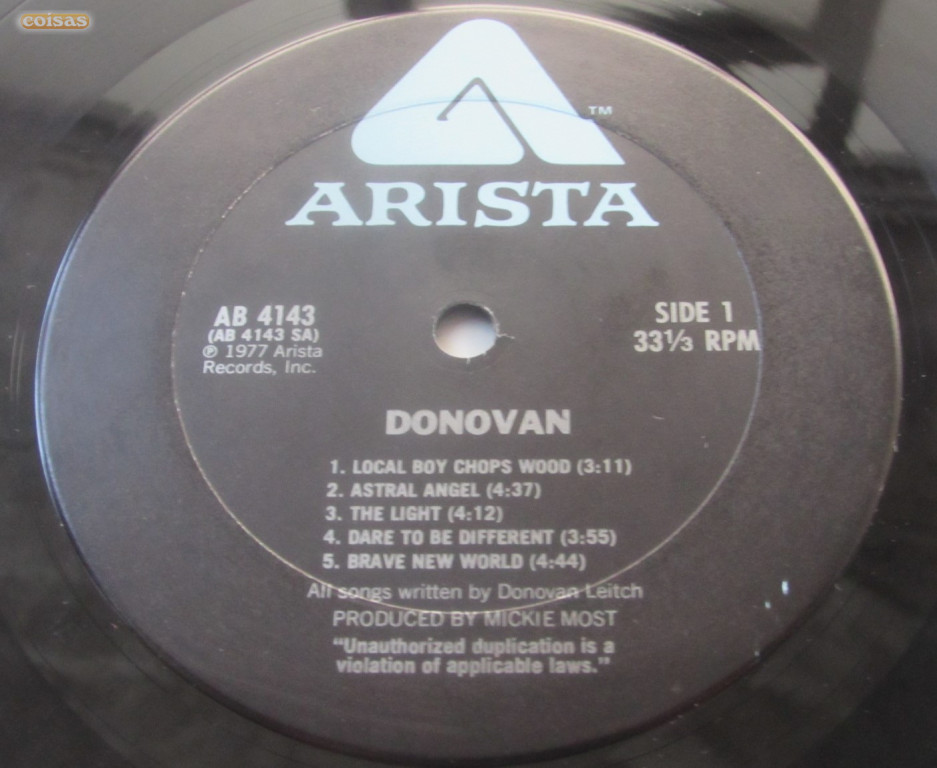 coisas
TM
ARISTA
AB 4143
(AB 4143 SA)
℗ 1977 Arista
Records, Inc.
SIDE 1
33⅓ RPM
DONOVAN
1. LOCAL BOY CHOPS WOOD (3:11)
2. ASTRAL ANGEL (4:37)
3. THE LIGHT (4:12)
4. DARE TO BE DIFFERENT (3:55)
5. BRAVE NEW WORLD (4:44)
All songs written by Donovan Leitch
PRODUCED BY MICKIE MOST
"Unauthorized duplication is a
violation of applicable laws."